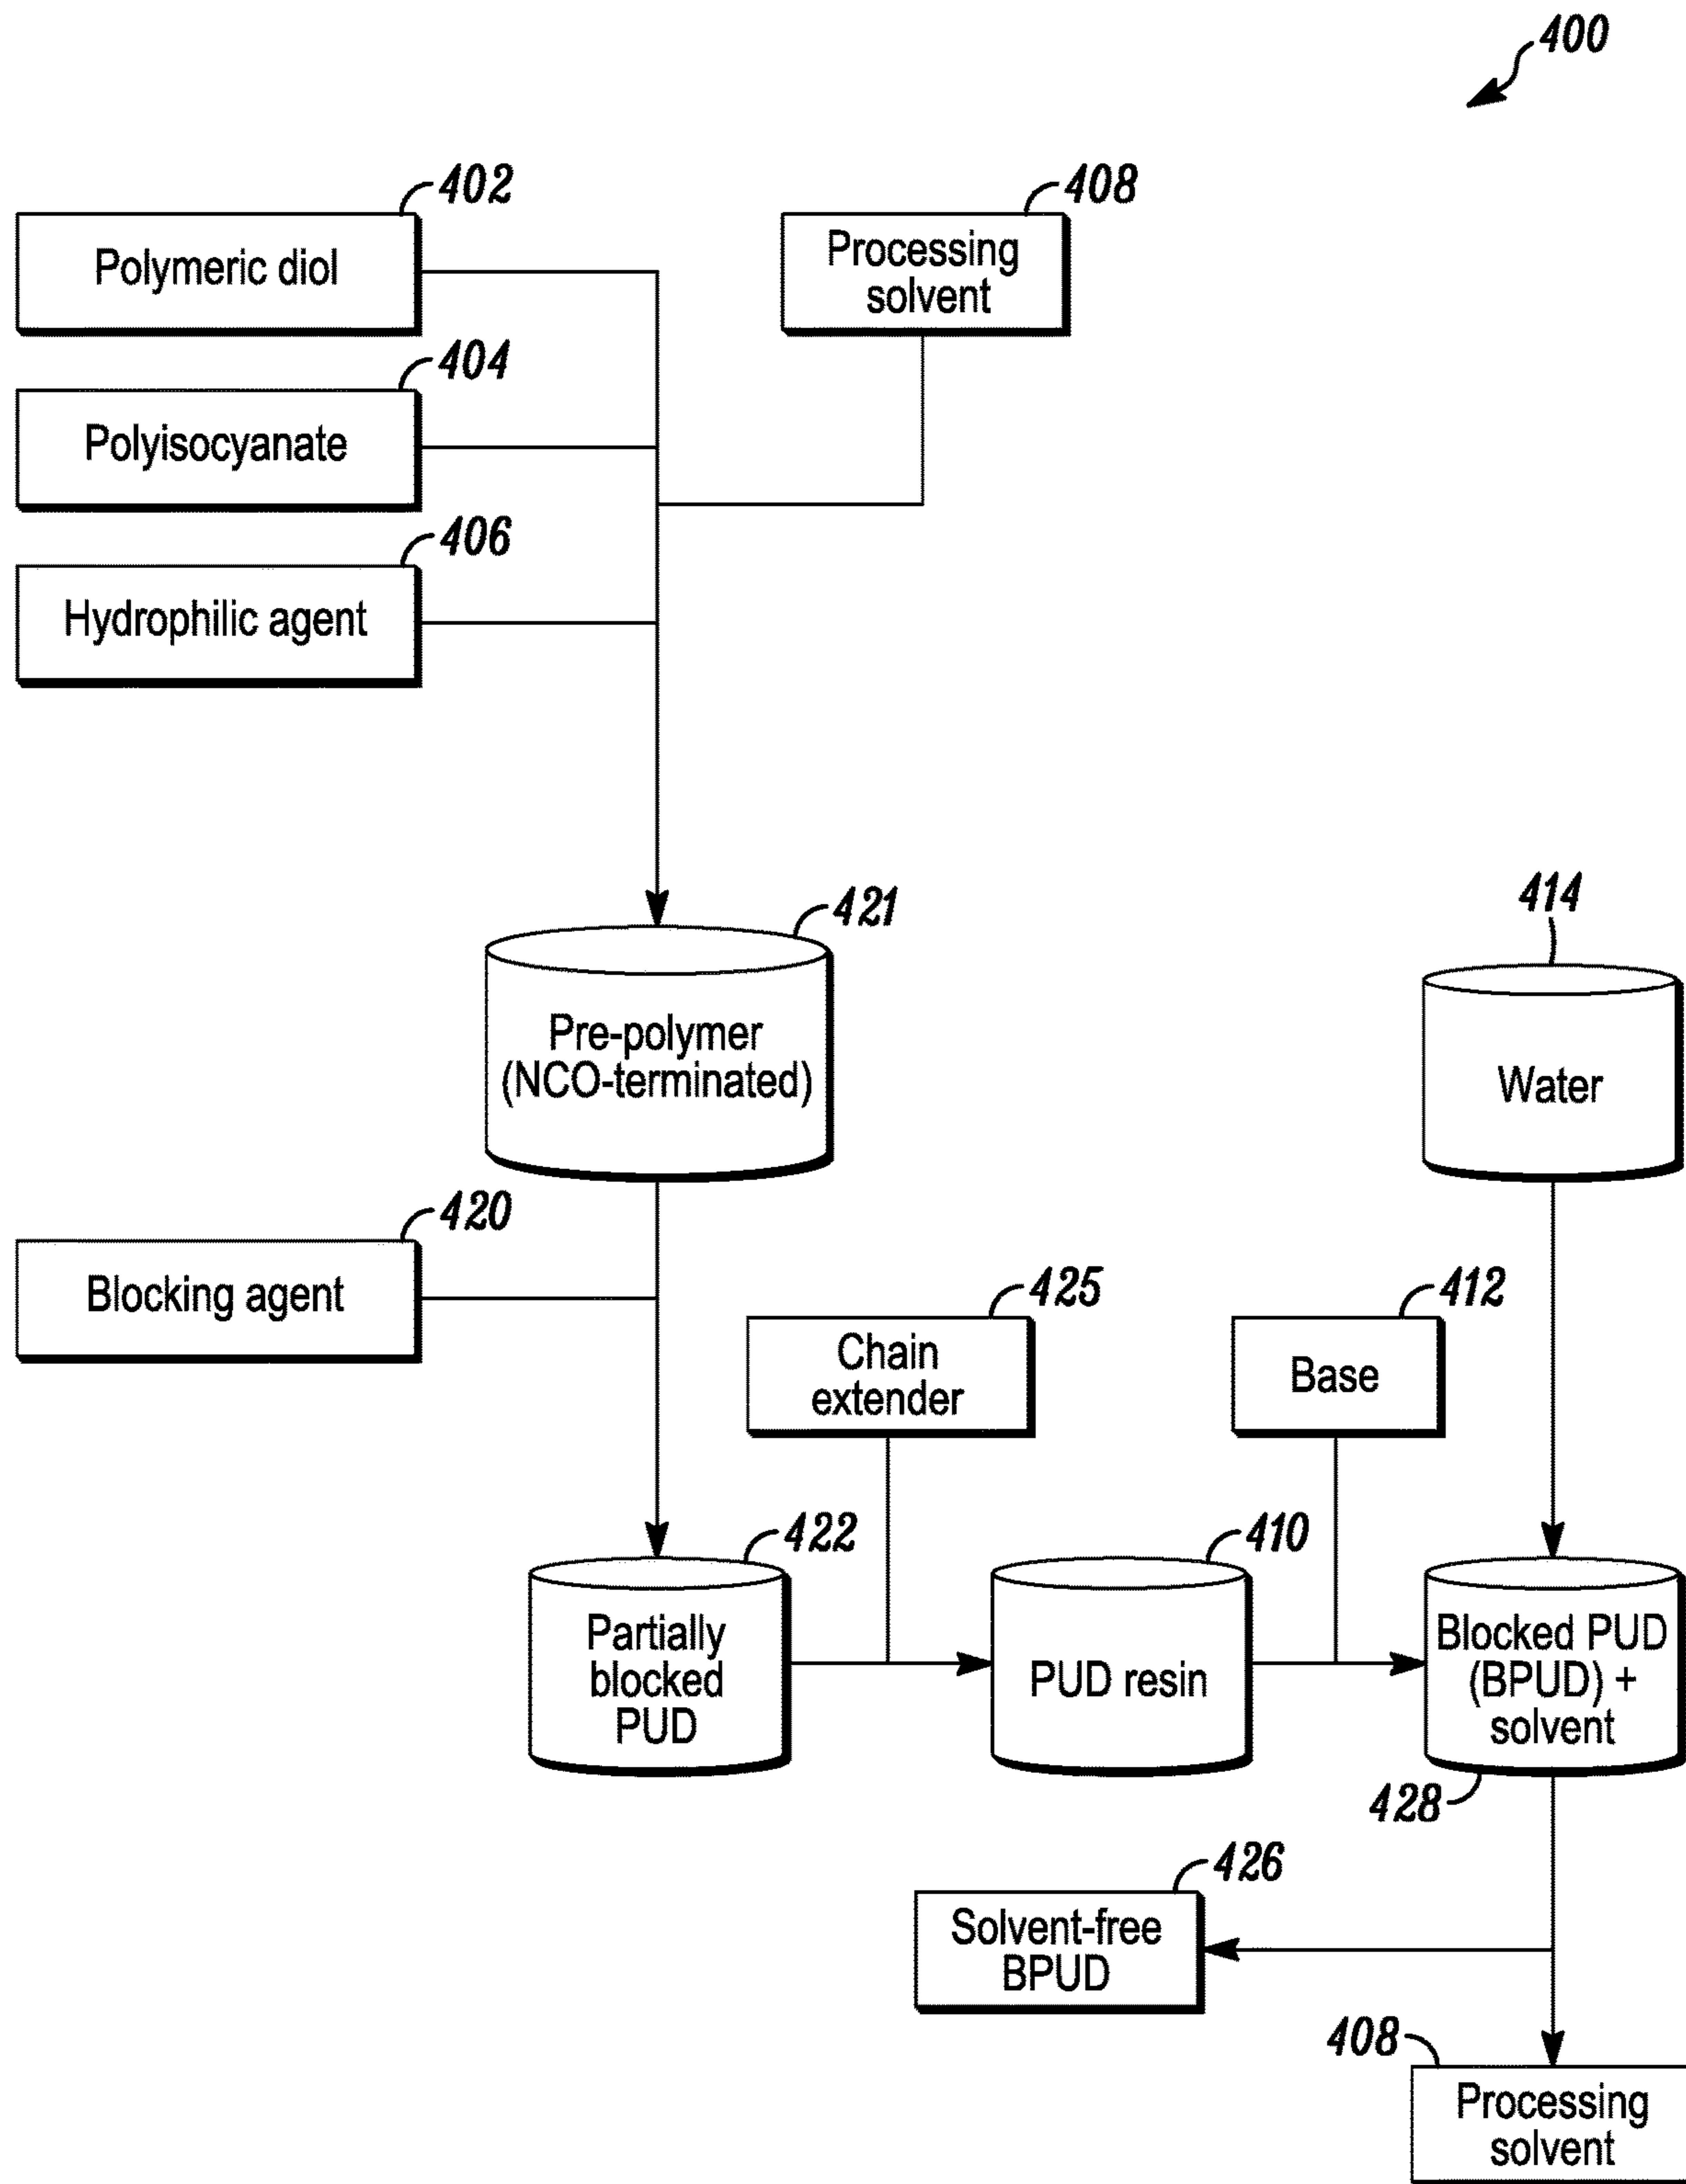 400
402
Polymeric diol
408
Processing
solvent
404
Polyisocyanate
406
Hydrophilic agent
421
Pre-polymer
(NCO-terminated)
414
Water
420
Blocking agent
425
Chain
extender
412
Base
422
Partially
blocked
PUD
410
PUD resin
Blocked PUD
(BPUD) +
solvent
428
426
Solvent-free
BPUD
408
Processing
solvent